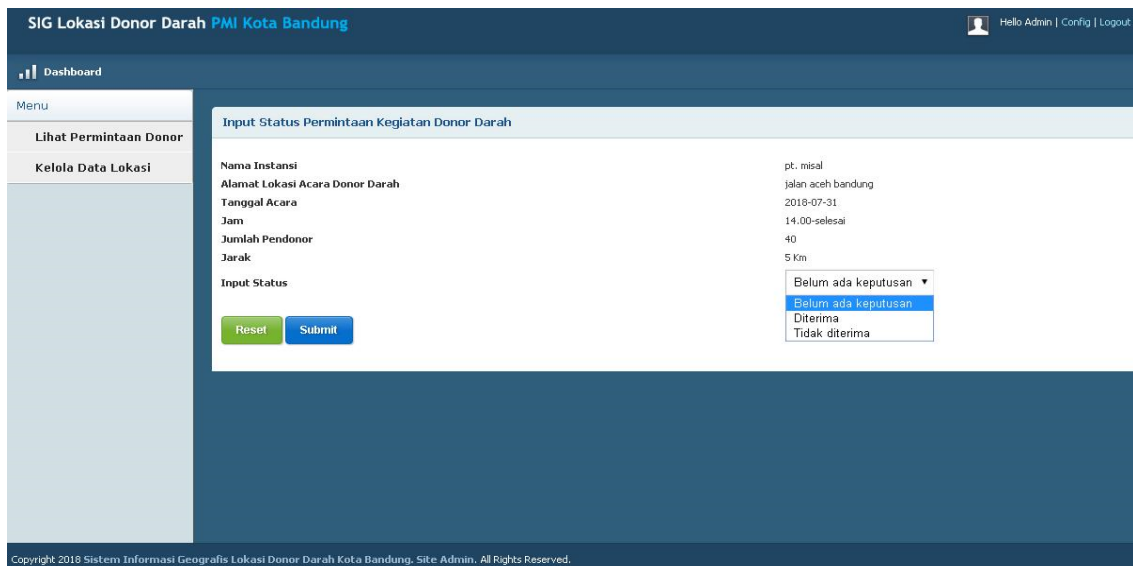 SIG Lokasi Donor Darah PMI Kota Bandung
Hello Admin | Config | Logout
Dashboard
Menu
Lihat Permintaan Donor
Kelola Data Lokasi
Input Status Permintaan Kegiatan Donor Darah
Nama Instansi pt. misal
Alamat Lokasi Acara Donor Darah jalan aceh bandung
Tanggal Acara 2018-07-31
Jam 14.00-selesai
Jumlah Pendonor 40
Jarak 5 Km
Input Status Belum ada keputusan
Belum ada keputusan
Diterima
Tidak diterima
Reset Submit
Copyright 2018 Sistem Informasi Geografis Lokasi Donor Darah Kota Bandung. Site Admin. All Rights Reserved.